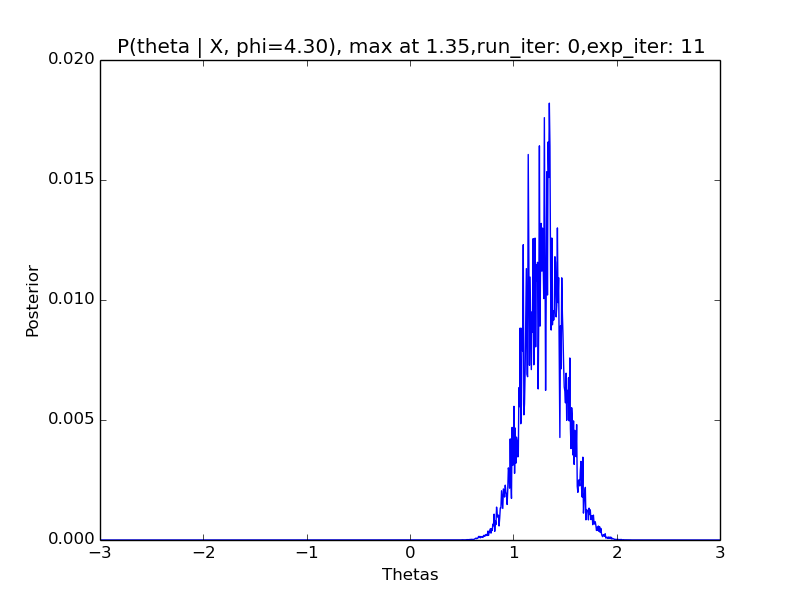 P(theta | X, phi=4.30), max at 1.35,run_iter: 0,exp_iter: 11
0.020
0.015
0.010
0.005
0.000
Posterior
−3 −2 −1 0 1 2 3
Thetas